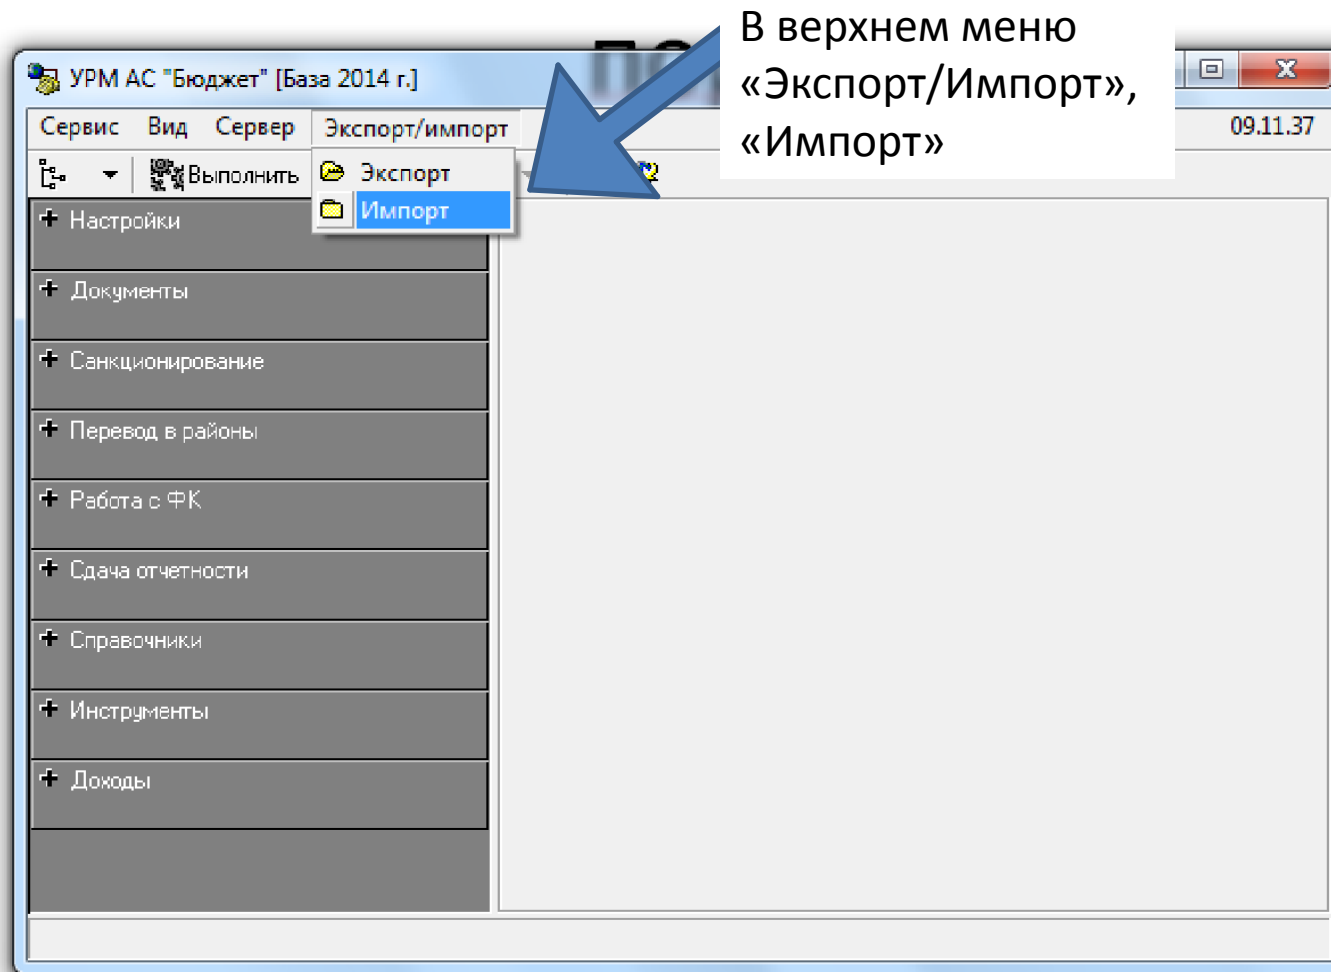 В верхнем меню
«Экспорт/Импорт»,
«Импорт»
УРМ АС "Бюджет" [База 2014 г.]
Сервис Вид Сервер Экспорт/импорт 09.11.37
Выполнить
Экспорт
Импорт
Настройки
Документы
Санкционирование
Перевод в районы
Работа с ФК
Сдача отчетности
Справочники
Инструменты
Доходы